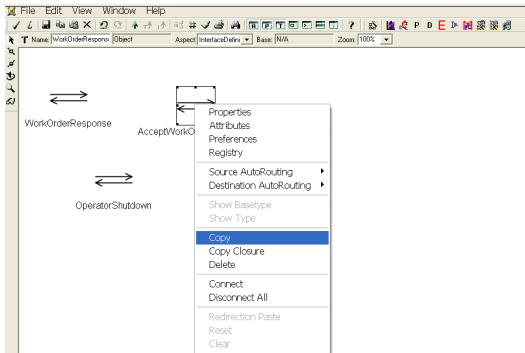 File Edit View Window Help
? P D E
Name: WorkOrderRespons Object Aspect InterfaceDefini Base: N/A Zoom: 100%
WorkOrderResponse
AcceptWorkO
OperatorShutdown
Properties
Attributes
Preferences
Registry
Source AutoRouting
Destination AutoRouting
Show Basetype
Show Type
Copy
Copy Closure
Delete
Connect
Disconnect All
Redirection Paste
Reset
Clear